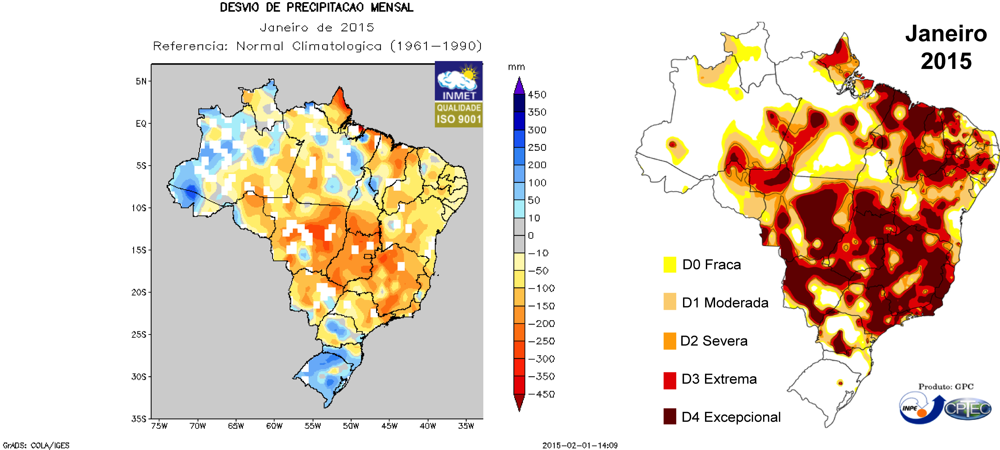 DESVIO DE PRECIPITACAO MENSAL
Janeiro de 2015
Referencia: Normal Climatologica (1961-1990)
INMET
QUALIDADE
ISO 9001
5N
EQ
5S
10S
15S
20S
25S
30S
35S
75W 70W 65W 60W 55W 50W 45W 40W 35W
mm
450
350
300
250
200
100
50
10
0
-10
-50
-100
-150
-200
-250
-300
-350
-450
Janeiro
2015
D0 Fraca
D1 Moderada
D2 Severa
D3 Extrema
D4 Excepcional
Produto: GPC
INPE
CPTEC
GrADS: COLA/IGES
2015-02-01-14:09